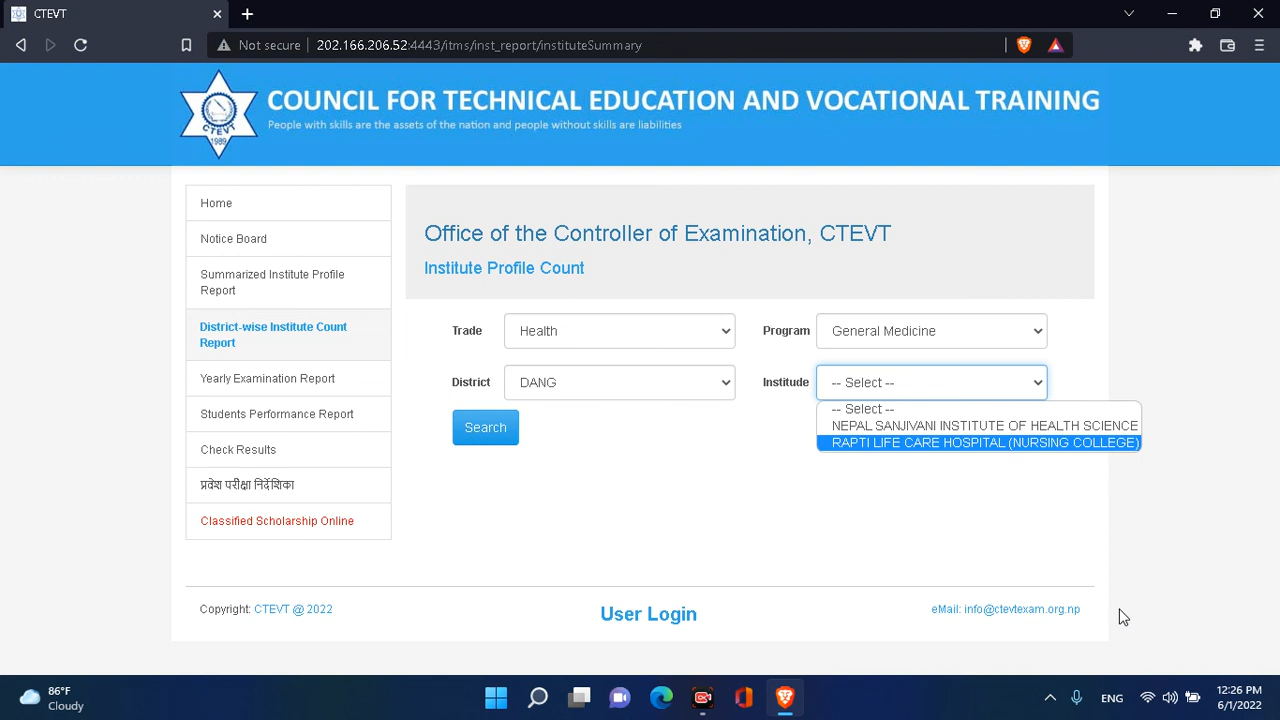 CTEVT
Not secure
202.166.206.52:4443/itms/inst_report/instituteSummary
CTEVT
1989
COUNCIL FOR TECHNICAL EDUCATION AND VOCATIONAL TRAINING
People with skills are the assets of the nation and people without skills are liabilities
Home
Notice Board
Summarized Institute Profile
Report
District-wise Institute Count
Report
Yearly Examination Report
Students Performance Report
Check Results
प्रवेश परीक्षा निर्देशिका
Classified Scholarship Online
Office of the Controller of Examination, CTEVT
Institute Profile Count
Trade
Health
Program
General Medicine
District
DANG
Institude
-- Select --
-- Select --
NEPAL SANJIVANI INSTITUTE OF HEALTH SCIENCE
RAPTI LIFE CARE HOSPITAL (NURSING COLLEGE)
Search
Copyright: CTEVT @ 2022
User Login
eMail: info@ctevtexam.org.np
86°F
Cloudy
ENG
12:26 PM
6/1/2022